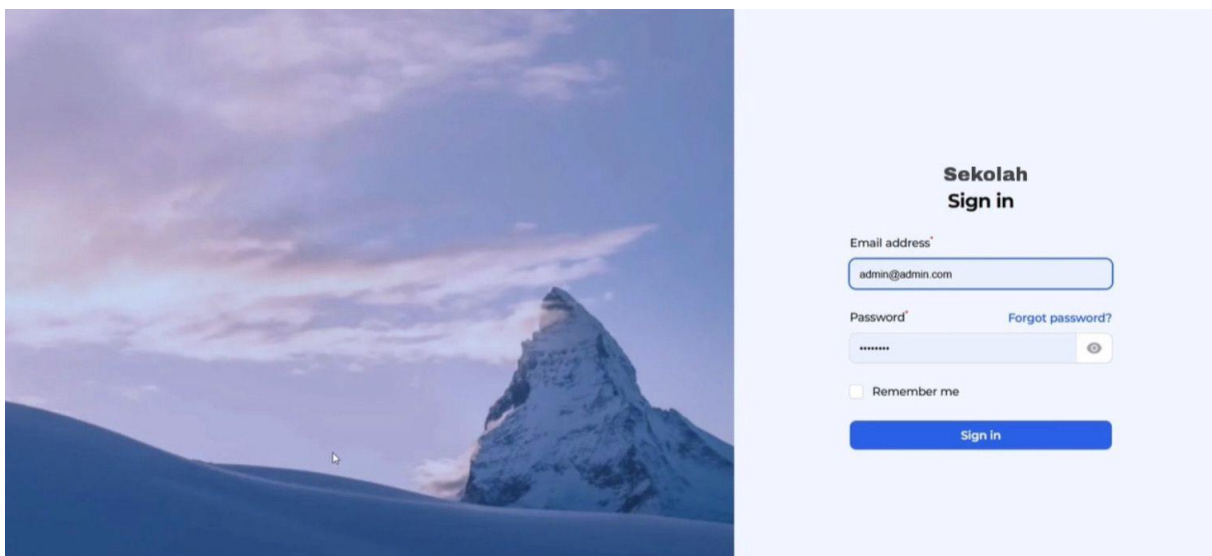 Sekolah
Sign in
Email address*
admin@admin.com
Password* Forgot password?
••••••••
Remember me
Sign in